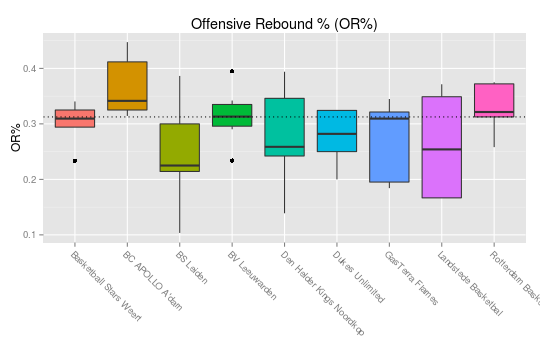 Offensive Rebound % (OR%)
OR%
0.4
0.3
0.2
0.1
Basketball Stars Weert
BC APOLLO A'dam
BS Leiden
BV Leeuwarden
Den Helder Kings Noordkop
Dukes Unlimited
GasTerra Flames
Landstede Basketbal
Rotterdam Bask